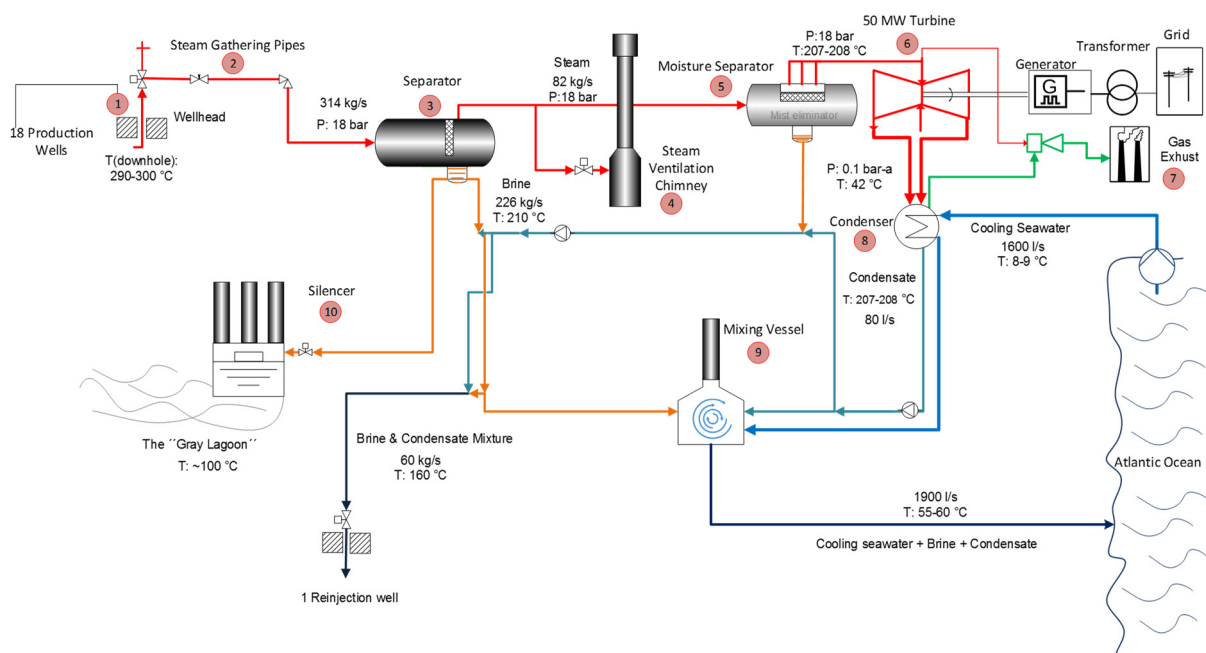 50 MW Turbine
6
Grid
Transformer
Generator
G
Steam Gathering Pipes
2
1
Wellhead
18 Production
Wells
T(downhole):
290-300 °C
314 kg/s
P: 18 bar
Separator
3
Steam
82 kg/s
P:18 bar
Steam
Ventilation
Chimney
4
Moisture Separator
5
Mist eliminator
P:18 bar
T:207-208 °C
Gas
Exhust
7
P: 0.1 bar-a
T: 42 °C
Condenser
8
Cooling Seawater
1600 l/s
T: 8-9 °C
Brine
226 kg/s
T: 210 °C
Condensate
T: 207-208 °C
80 l/s
Silencer
10
Mixing Vessel
9
The ´´Gray Lagoon´´
T: ~100 °C
Brine & Condensate Mixture
60 kg/s
T: 160 °C
1 Reinjection well
1900 l/s
T: 55-60 °C
Cooling seawater + Brine + Condensate
Atlantic Ocean